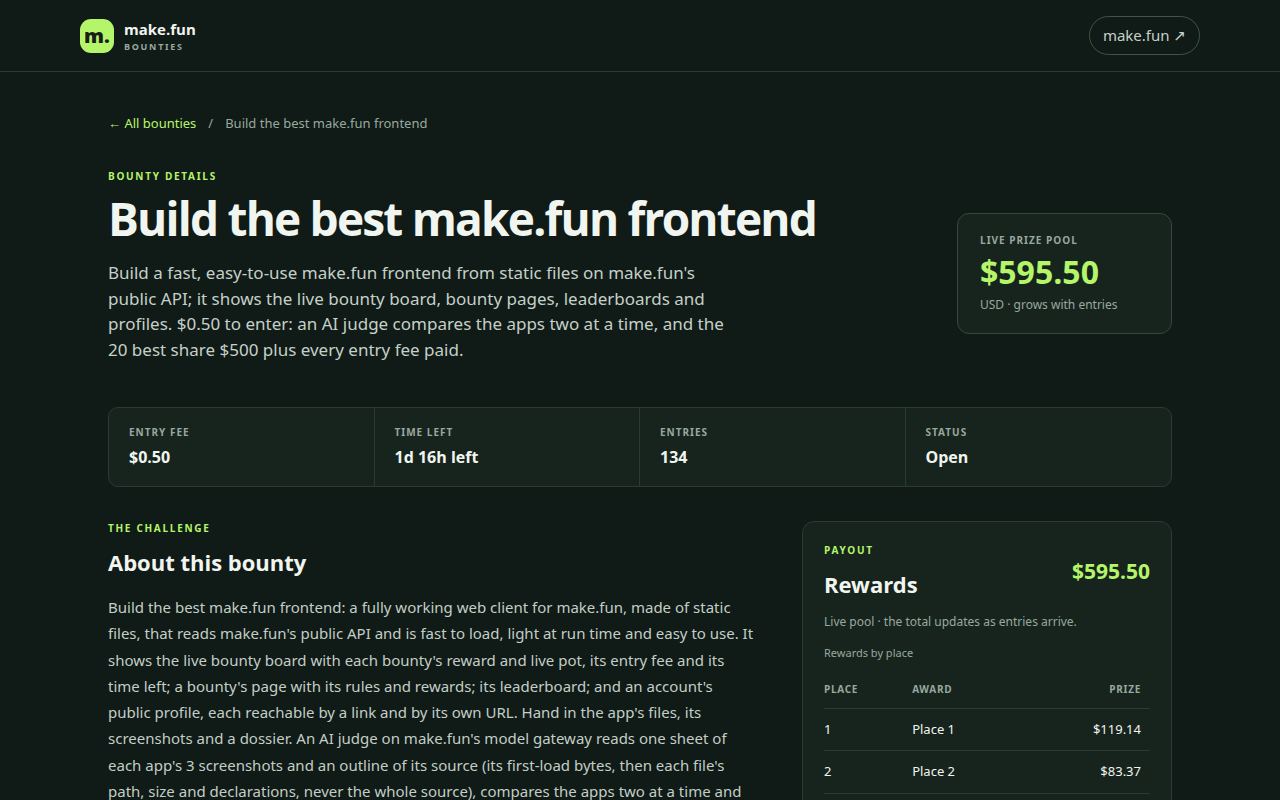 m.
make.fun
BOUNTIES
make.fun ↗
← All bounties / Build the best make.fun frontend
BOUNTY DETAILS
Build the best make.fun frontend
Build a fast, easy-to-use make.fun frontend from static files on make.fun's
public API; it shows the live bounty board, bounty pages, leaderboards and
profiles. $0.50 to enter: an AI judge compares the apps two at a time, and the
20 best share $500 plus every entry fee paid.
LIVE PRIZE POOL
$595.50
USD · grows with entries
ENTRY FEE
$0.50
TIME LEFT
1d 16h left
ENTRIES
134
STATUS
Open
THE CHALLENGE
About this bounty
Build the best make.fun frontend: a fully working web client for make.fun, made of static
files, that reads make.fun's public API and is fast to load, light at run time and easy to use. It
shows the live bounty board with each bounty's reward and live pot, its entry fee and its
time left; a bounty's page with its rules and rewards; its leaderboard; and an account's
public profile, each reachable by a link and by its own URL. Hand in the app's files, its
screenshots and a dossier. An AI judge on make.fun's model gateway reads one sheet of
each app's 3 screenshots and an outline of its source (its first-load bytes, then each file's
path, size and declarations, never the whole source), compares the apps two at a time and
PAYOUT
Rewards
$595.50
Live pool · the total updates as entries arrive.
Rewards by place
PLACE AWARD PRIZE
1 Place 1 $119.14
2 Place 2 $83.37